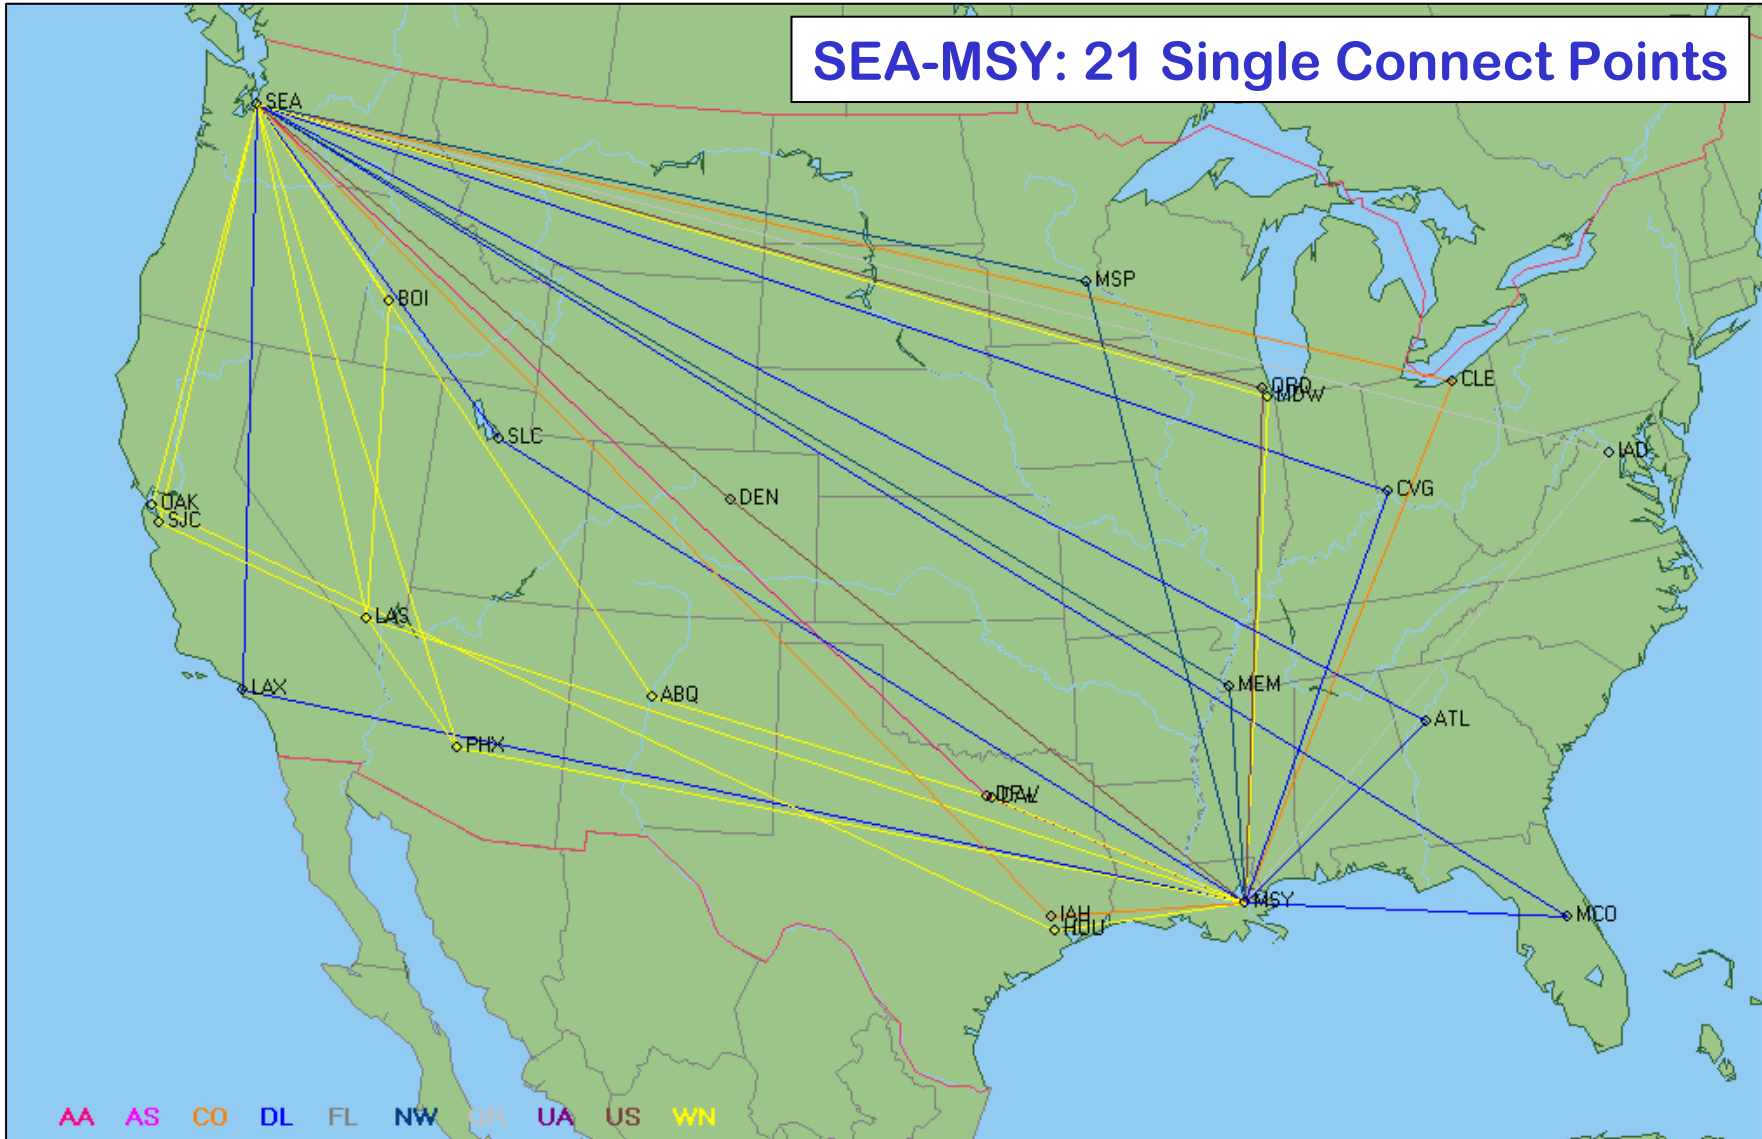 SEA-MSY: 21 Single Connect Points
SEA
MSP
BOI
CLE
ORD
MDW
SLC
IAD
CVG
DEN
OAK
SJC
LAS
MEM
LAX
ABQ
ATL
PHX
DAL
MSY
IAH
HOU
MCO
AA AS CO DL FL NW UA US WN